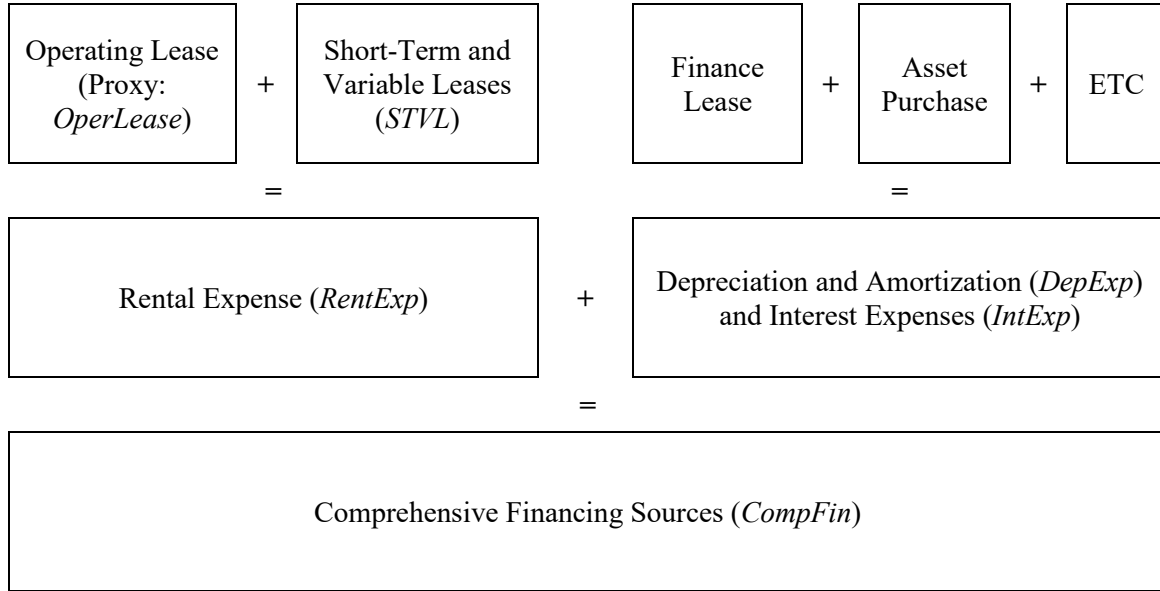 Operating Lease
(Proxy:
OperLease)
+
Short-Term and
Variable Leases
(STVL)
Finance
Lease
+
Asset
Purchase
+
ETC
=
=
Rental Expense (RentExp)
+
Depreciation and Amortization (DepExp)
and Interest Expenses (IntExp)
=
Comprehensive Financing Sources (CompFin)